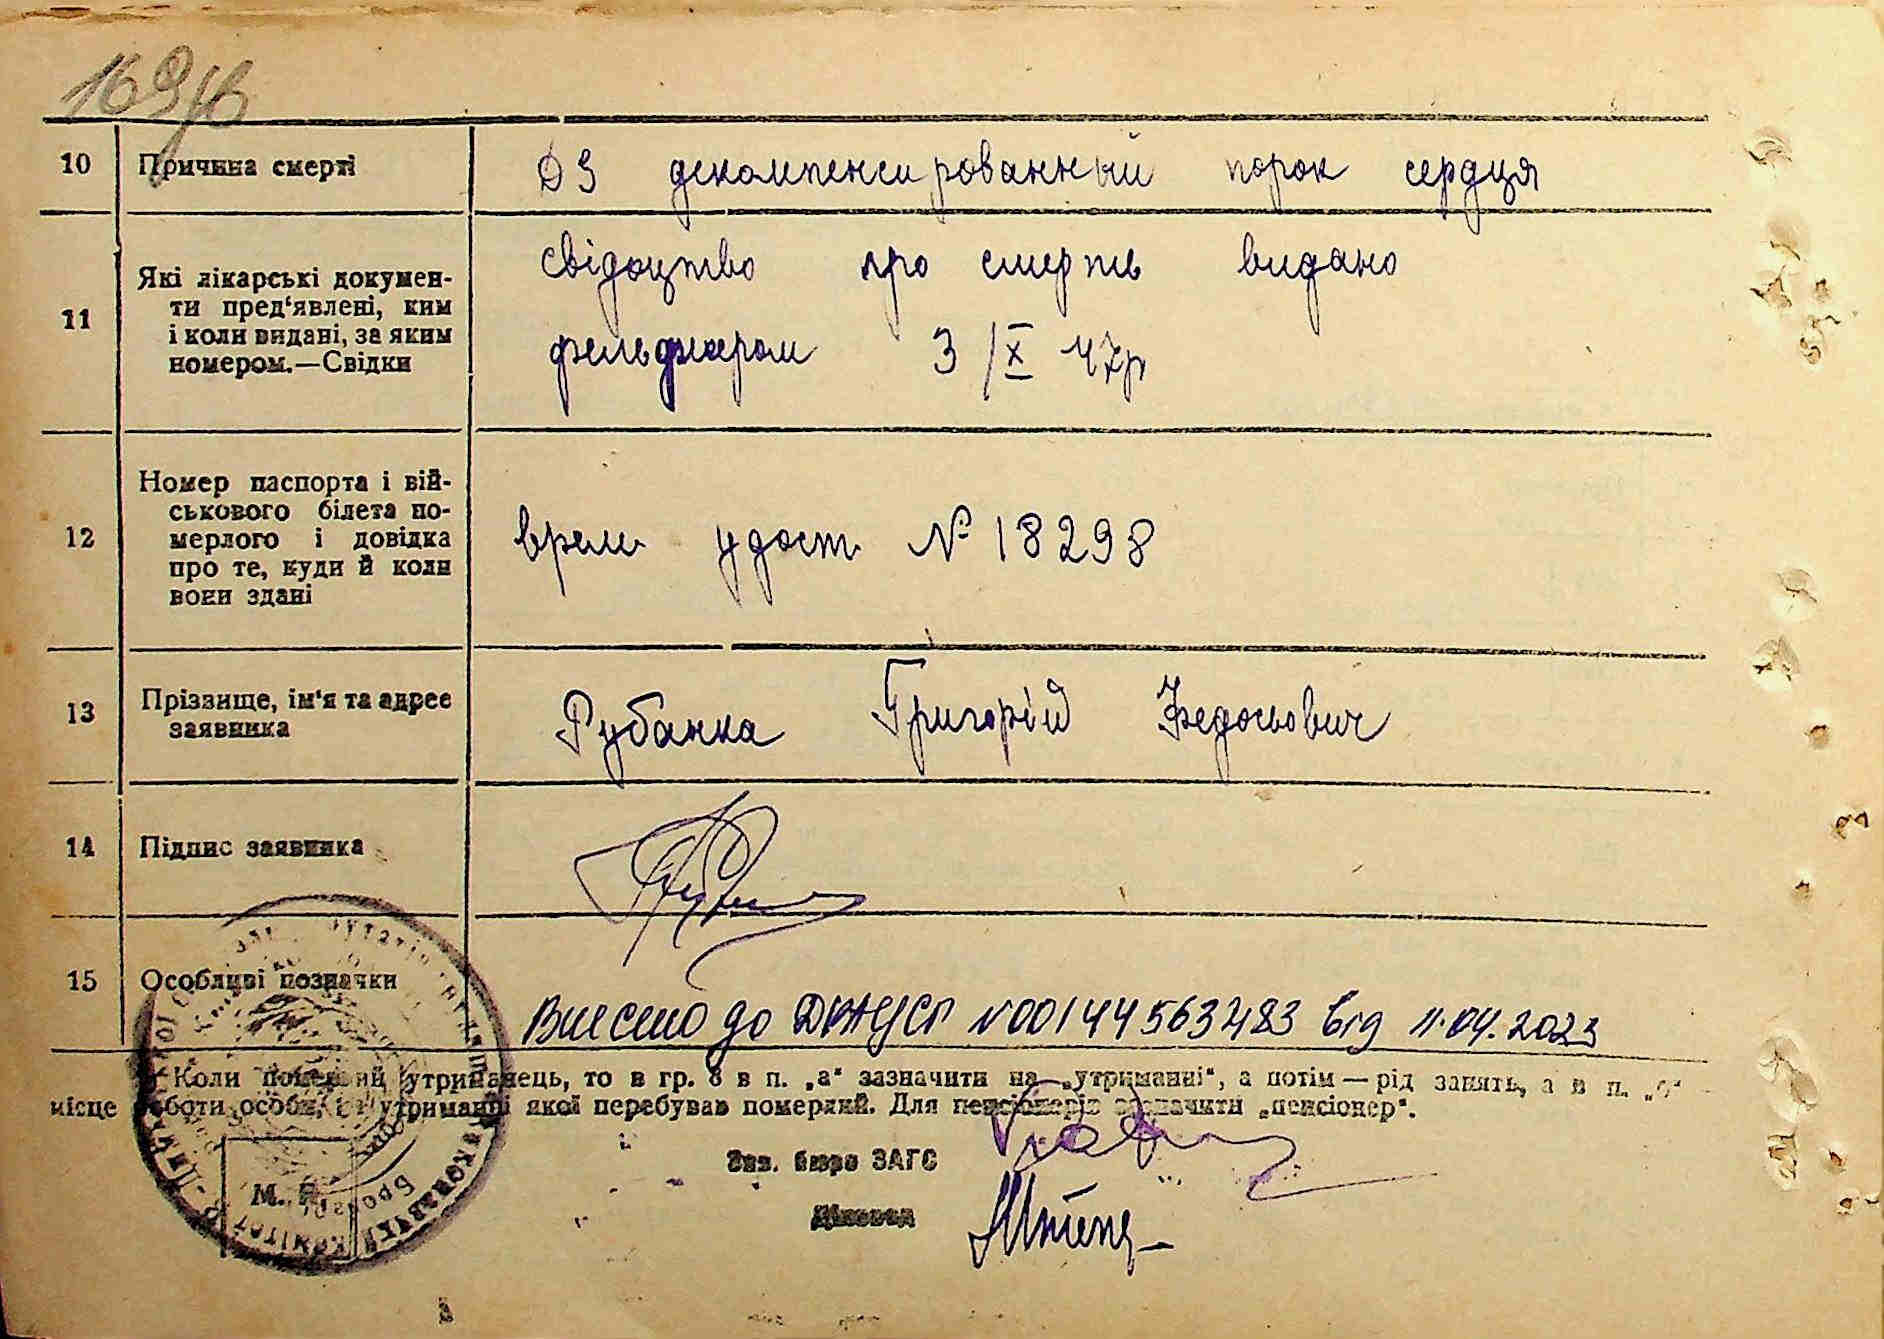 169
10 Причина смерті DЗ декомпенсированный порок сердця
11 Які лікарські докумен-
ти пред‘явлені, ким
і коли видані, за яким
номером.—Свідки
свідоцтво про смерть видано
фельдшером 3/X 47р
12 Номер паспорта і вій-
ськового білета по-
мерлого і довідка
про те, куди й коли
вони здані
врем удост № 18298
13 Прізвище, ім‘я та адрес
заявника
Рубанка Григорій Федосьович
14 Підпис заявника
15 Особливі позначки
Внесено до ДРАЦСГ N00144563483 від 11.04.2023
Коли померлий утриманець, то в гр. 8 в п. „а“ зазначити на „утриманні“, а потім — рід занять, а в п.
місце роботи особи, на утриманні якої перебував померлий. Для пенсіонерів зазначити „пенсіонер“.
Зав. бюро ЗАГС
Діловод
М. П.